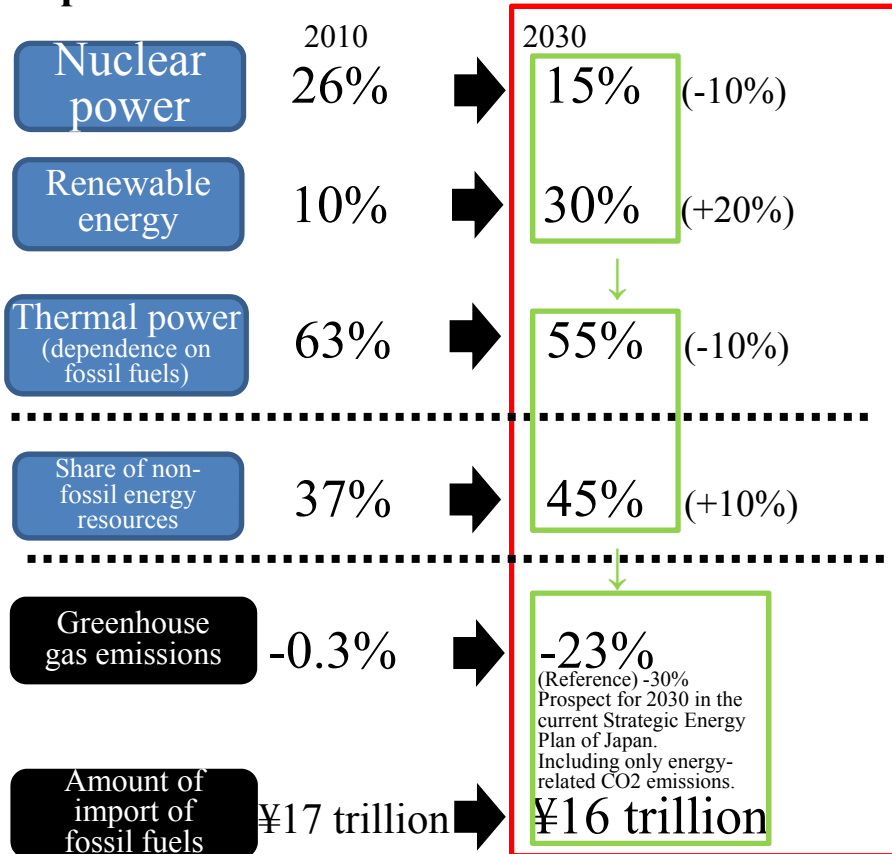 2010
2030
Nuclear
power
26%
15%
(-10%)
Renewable
energy
10%
30%
(+20%)
↓
Thermal power
(dependence on
fossil fuels)
63%
55%
(-10%)
Share of non-
fossil energy
resources
37%
45%
(+10%)
↓
Greenhouse
gas emissions
-0.3%
-23%
(Reference) -30%
Prospect for 2030 in the
current Strategic Energy
Plan of Japan.
Including only energy-
related CO2 emissions.
Amount of
import of
fossil fuels
¥17 trillion
¥16 trillion